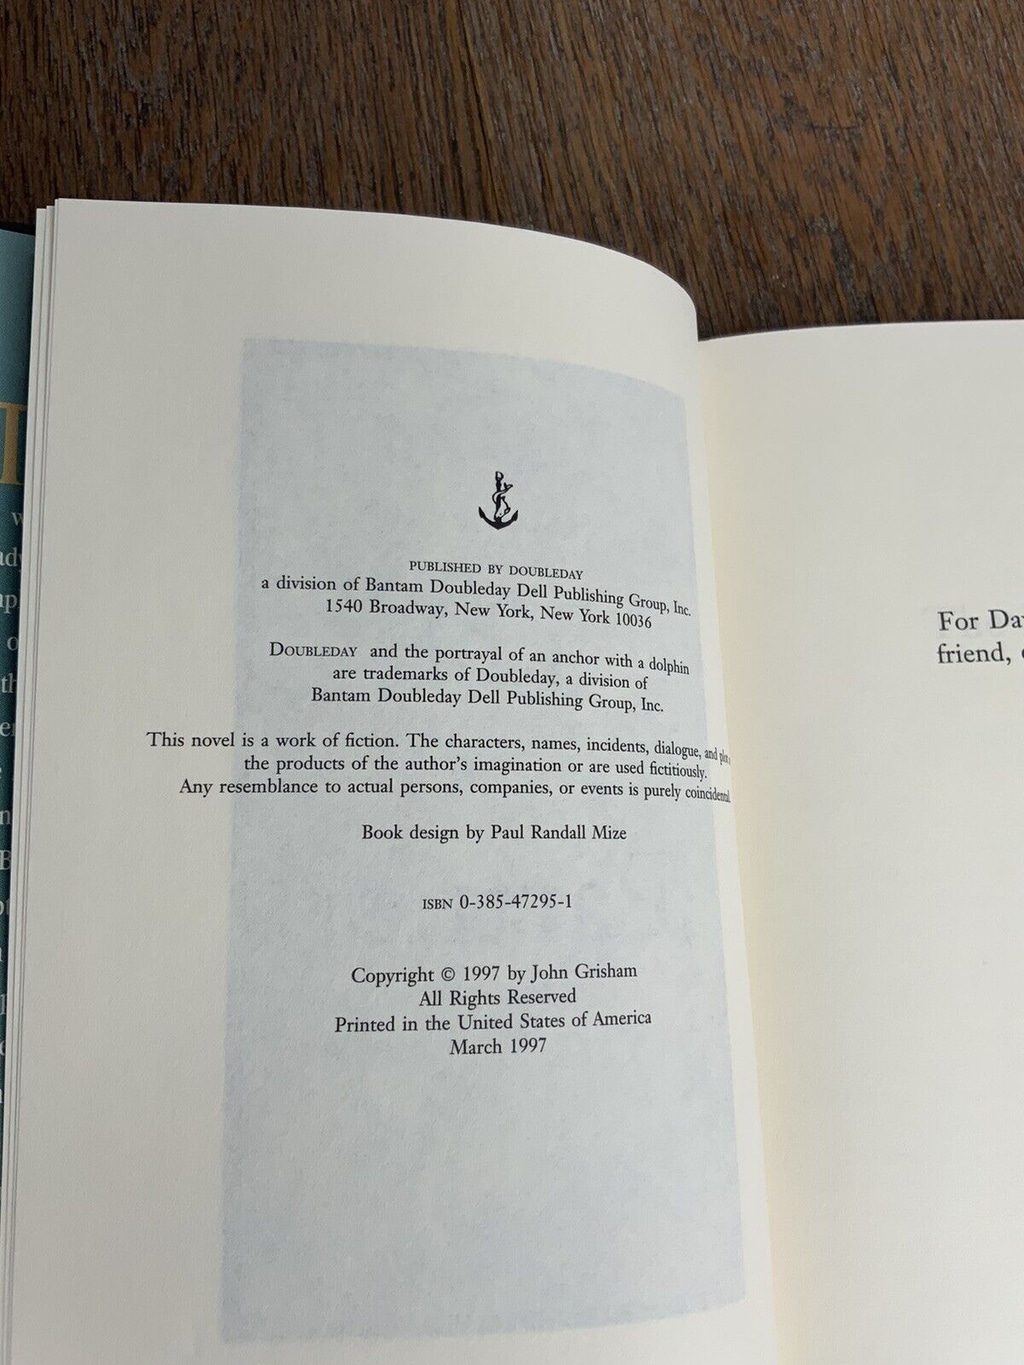 PUBLISHED BY DOUBLEDAY
a division of Bantam Doubleday Dell Publishing Group, Inc.
1540 Broadway, New York, New York 10036
DOUBLEDAY and the portrayal of an anchor with a dolphin
are trademarks of Doubleday, a division of
Bantam Doubleday Dell Publishing Group, Inc.
This novel is a work of fiction. The characters, names, incidents, dialogue, and
the products of the author's imagination or are used fictitiously.
Any resemblance to actual persons, companies, or events is purely coincidental.
Book design by Paul Randall Mize
ISBN 0-385-47295-1
Copyright © 1997 by John Grisham
All Rights Reserved
Printed in the United States of America
March 1997
For
friend,